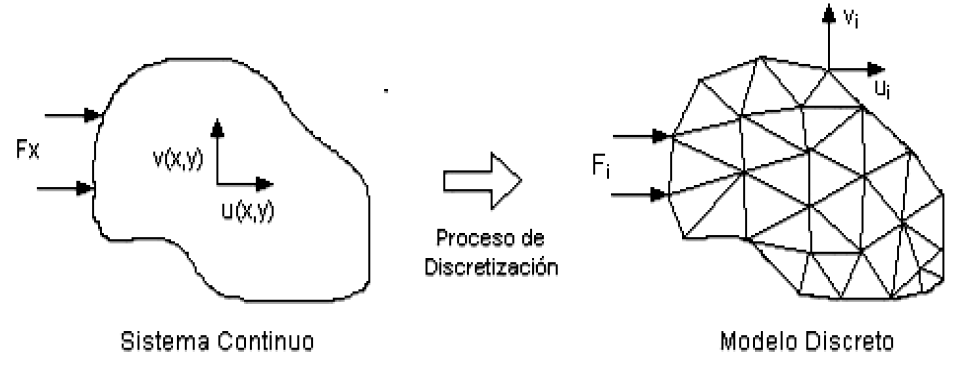 Fx
v(x,y)
u(x,y)
Proceso de
Discretización
vi
ui
Fi
Sistema Continuo
Modelo Discreto